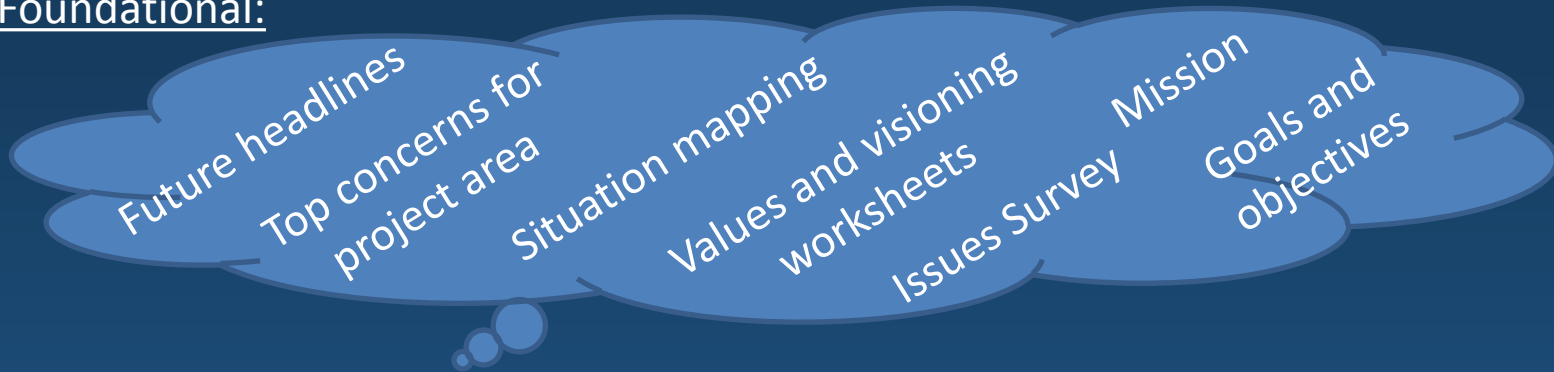 Foundational:
Future headlines
Top concerns for
project area
Situation mapping
Values and visioning
worksheets
Issues Survey
Mission
Goals and
objectives